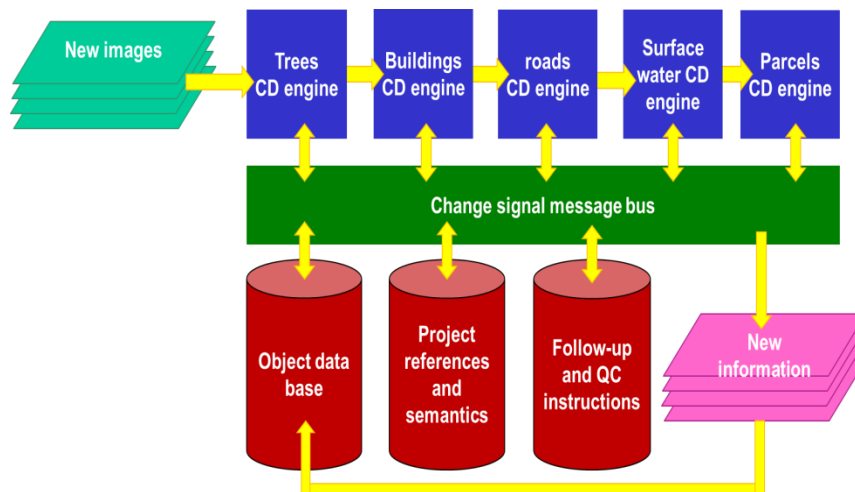 New images
Trees
CD engine
Buildings
CD engine
roads
CD engine
Surface
water CD
engine
Parcels
CD engine
Change signal message bus
Object data
base
Project
references
and
semantics
Follow-up
and QC
instructions
New
information